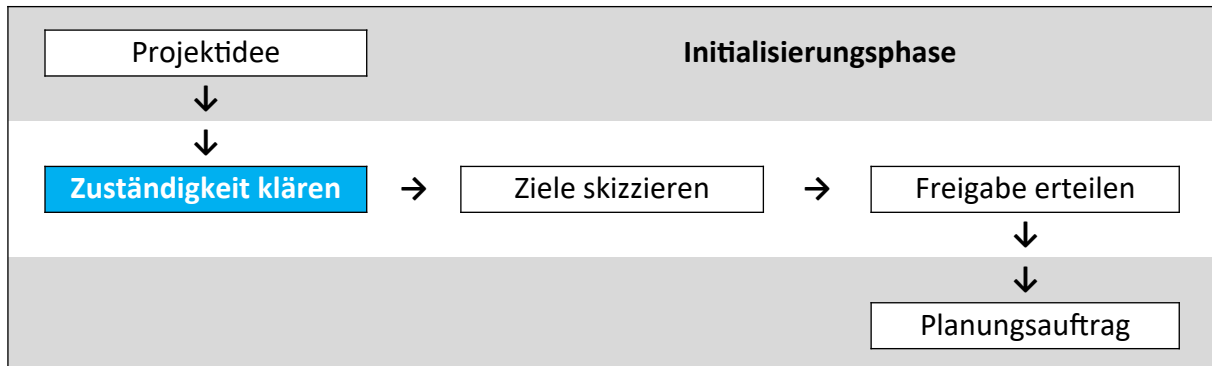 Projektidee
Initialisierungsphase
↓
↓
Zuständigkeit klären → Ziele skizzieren → Freigabe erteilen
↓
↓
Planungsauftrag